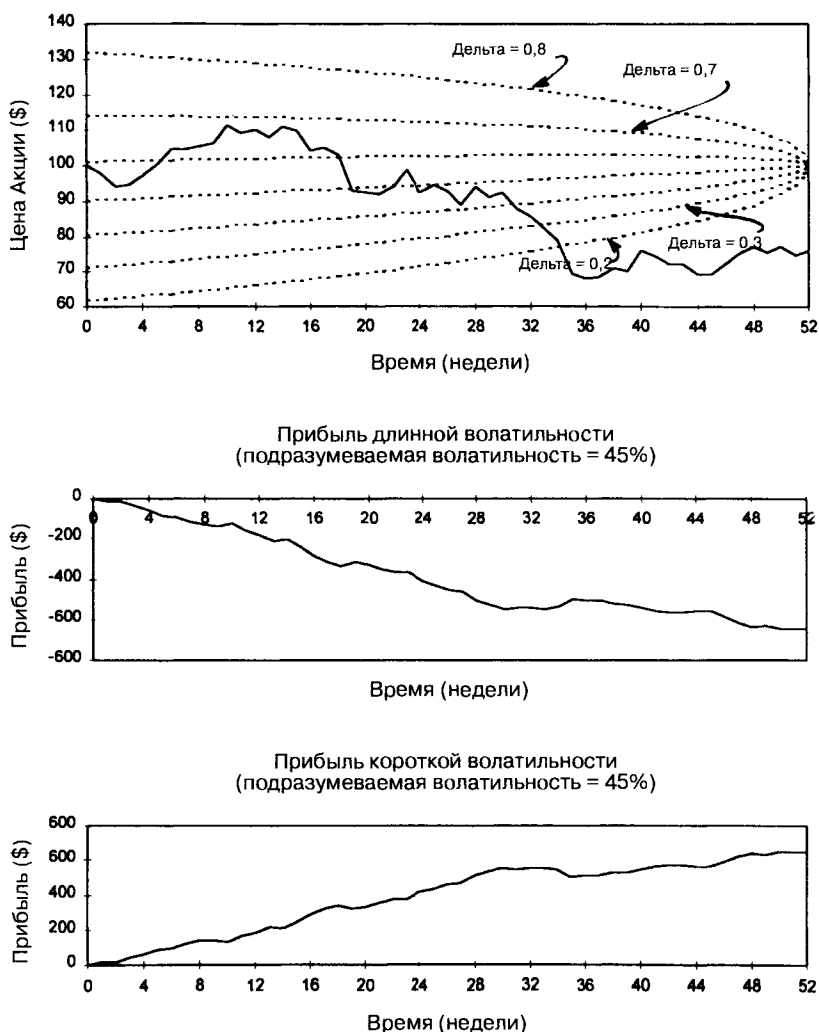 140
130
120
110
100
90
80
70
60
Цена Акции ($)
Дельта = 0,8
Дельта = 0,7
Дельта = 0,3
Дельта = 0,2
0 4 8 12 16 20 24 28 32 36 40 44 48 52
Время (недели)
Прибыль длинной волатильности
(подразумеваемая волатильность = 45%)
0
-200
-400
-600
-600
Прибыль ($)
0 4 8 12 16 20 24 28 32 36 40 44 48 52
Время (недели)
Прибыль короткой волатильности
(подразумеваемая волатильность = 45%)
600
600
400
200
0
Прибыль ($)
0 4 8 12 16 20 24 28 32 36 40 44 48 52
Время (недели)